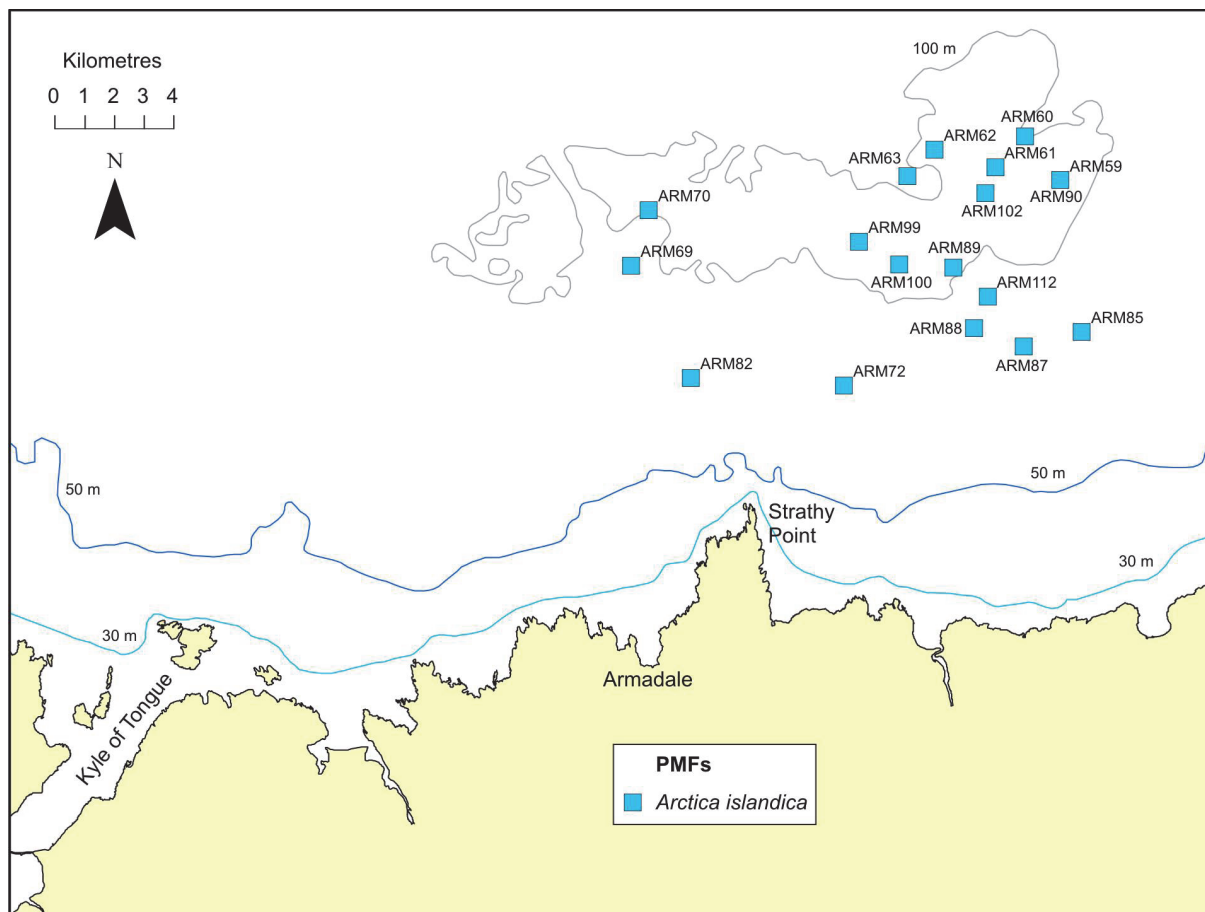 Kilometres
0 1 2 3 4
N
100 m
ARM60
ARM62
ARM61
ARM63
ARM59
ARM90
ARM102
ARM70
ARM99
ARM69
ARM89
ARM100
ARM112
ARM88
ARM85
ARM87
ARM82
ARM72
50 m
50 m
Strathy
Point
30 m
30 m
Armadale
Kyle of Tongue
PMFs
Arctica islandica